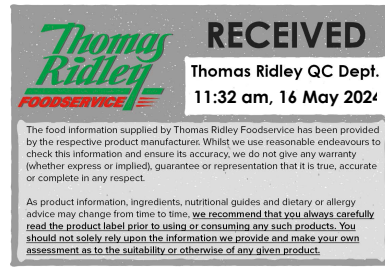 Thomas
Ridley
FOODSERVICE
RECEIVED
Thomas Ridley QC Dept.
11:32 am, 16 May 2024
The food information supplied by Thomas Ridley Foodservice has been provided
by the respective product manufacturer. Whilst we use reasonable endeavours to
check this information and ensure its accuracy, we do not give any warranty
(whether express or implied), guarantee or representation that it is true, accurate
or complete in any respect.
As product information, ingredients, nutritional guides and dietary or allergy
advice may change from time to time, we recommend that you always carefully
read the product label prior to using or consuming any such products. You
should not solely rely upon the information we provide and make your own
assessment as to the suitability or otherwise of any given product.